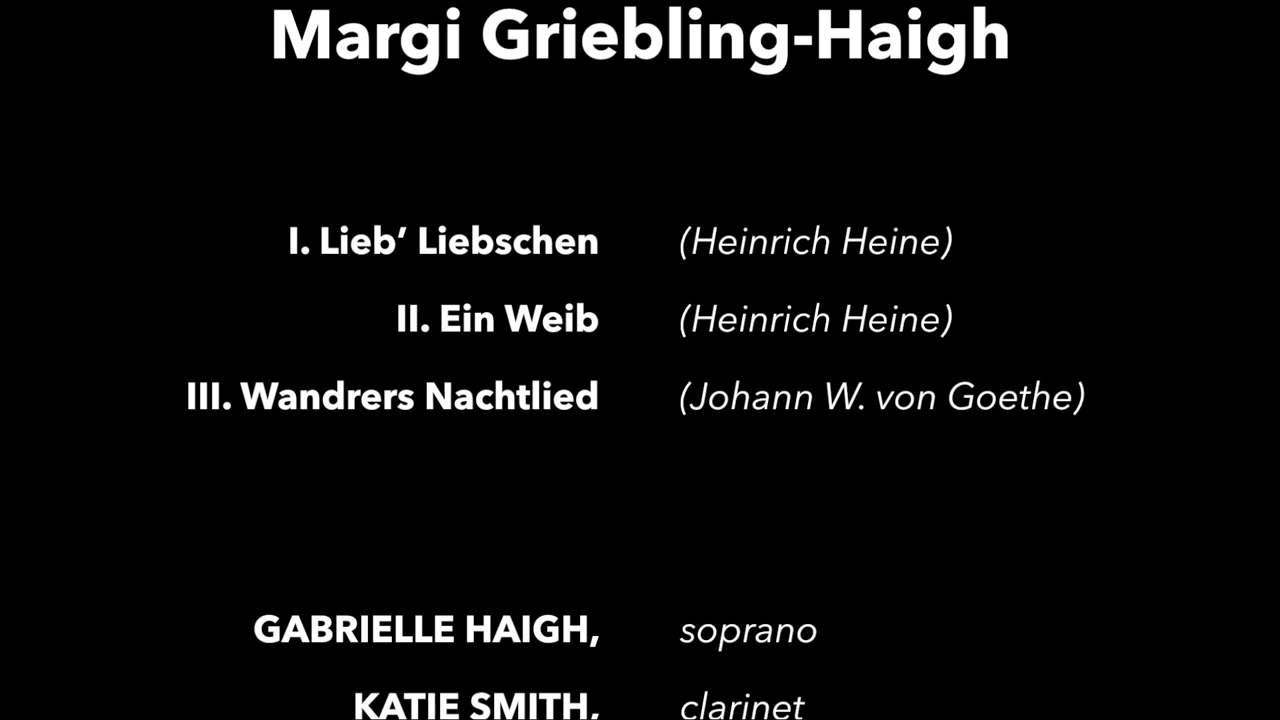 Margi Griebling-Haigh
I. Lieb’ Liebschen (Heinrich Heine)
II. Ein Weib (Heinrich Heine)
III. Wandrers Nachtlied (Johann W. von Goethe)
GABRIELLE HAIGH, soprano
KATIE SMITH, clarinet